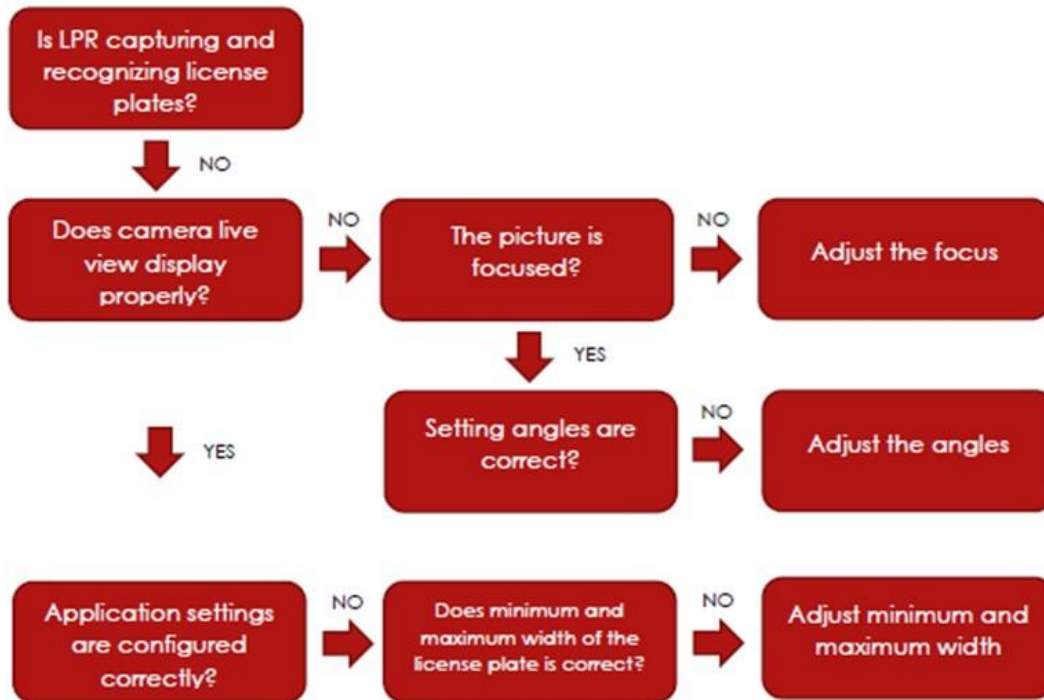 Is LPR capturing and
recognizing license
plates?
NO
Does camera live
view display
properly?
NO
The picture is
focused?
NO
Adjust the focus
YES
Setting angles are
correct?
NO
Adjust the angles
YES
Application settings
are configured
correctly?
NO
Does minimum and
maximum width of the
license plate is correct?
NO
Adjust minimum and
maximum width